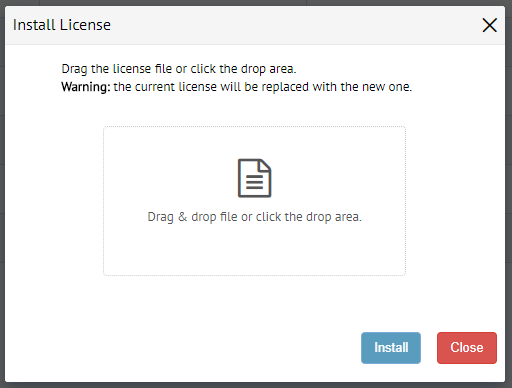 Install License
Drag the license file or click the drop area.
Warning: the current license will be replaced with the new one.
Drag & drop file or click the drop area.
Install
Close